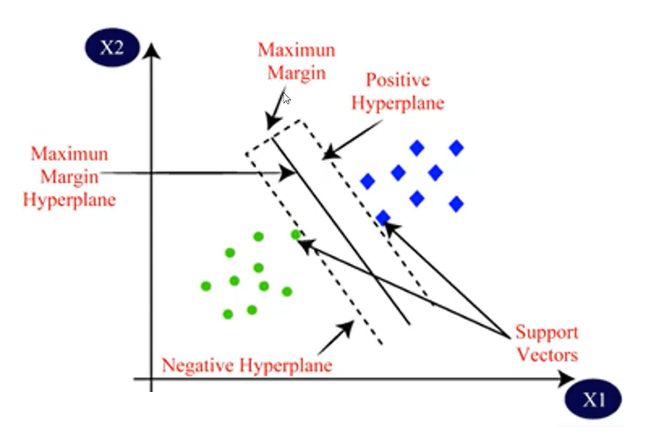 X2
Maximun
Margin
Positive
Hyperplane
Maximun
Margin
Hyperplane
Support
Vectors
Negative Hyperplane
X1